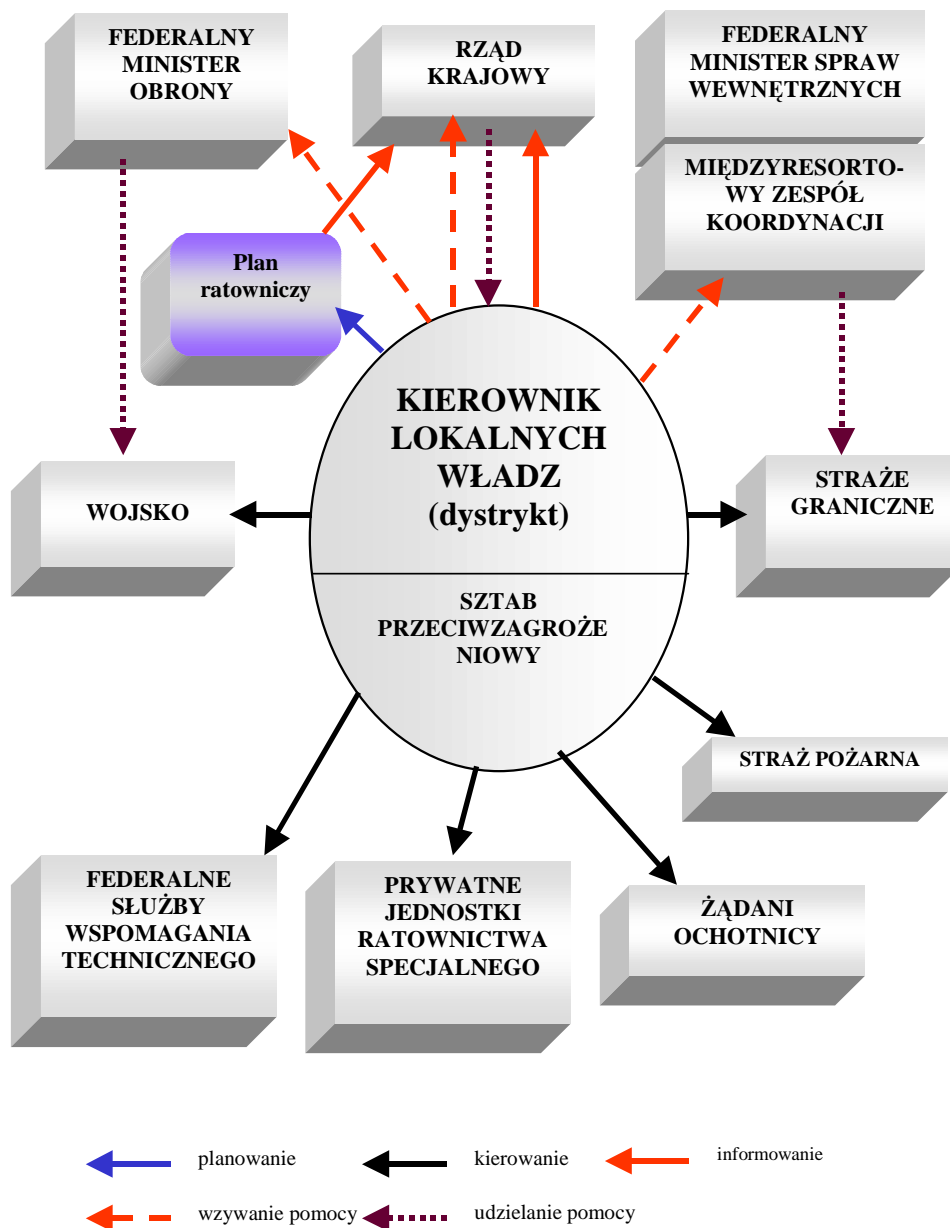 FEDERALNY
MINISTER
OBRONY
RZĄD
KRAJOWY
FEDERALNY
MINISTER SPRAW
WEWNĘTRZNYCH
MIĘDZYRESORTO-
WY ZESPÓŁ
KOORDYNACJI
Plan
ratowniczy
KIEROWNIK
LOKALNYCH
WŁADZ
(dystrykt)
WOJSKO
STRAŻE
GRANICZNE
SZTAB
PRZECIWZAGROŻE
NIOWY
STRAŻ POŻARNA
FEDERALNE
SŁUŻBY
WSPOMAGANIA
TECHNICZNEGO
PRYWATNE
JEDNOSTKI
RATOWNICTWA
SPECJALNEGO
ŻĄDANI
OCHOTNICY
planowanie
kierowanie
informowanie
wzywanie pomocy
udzielanie pomocy